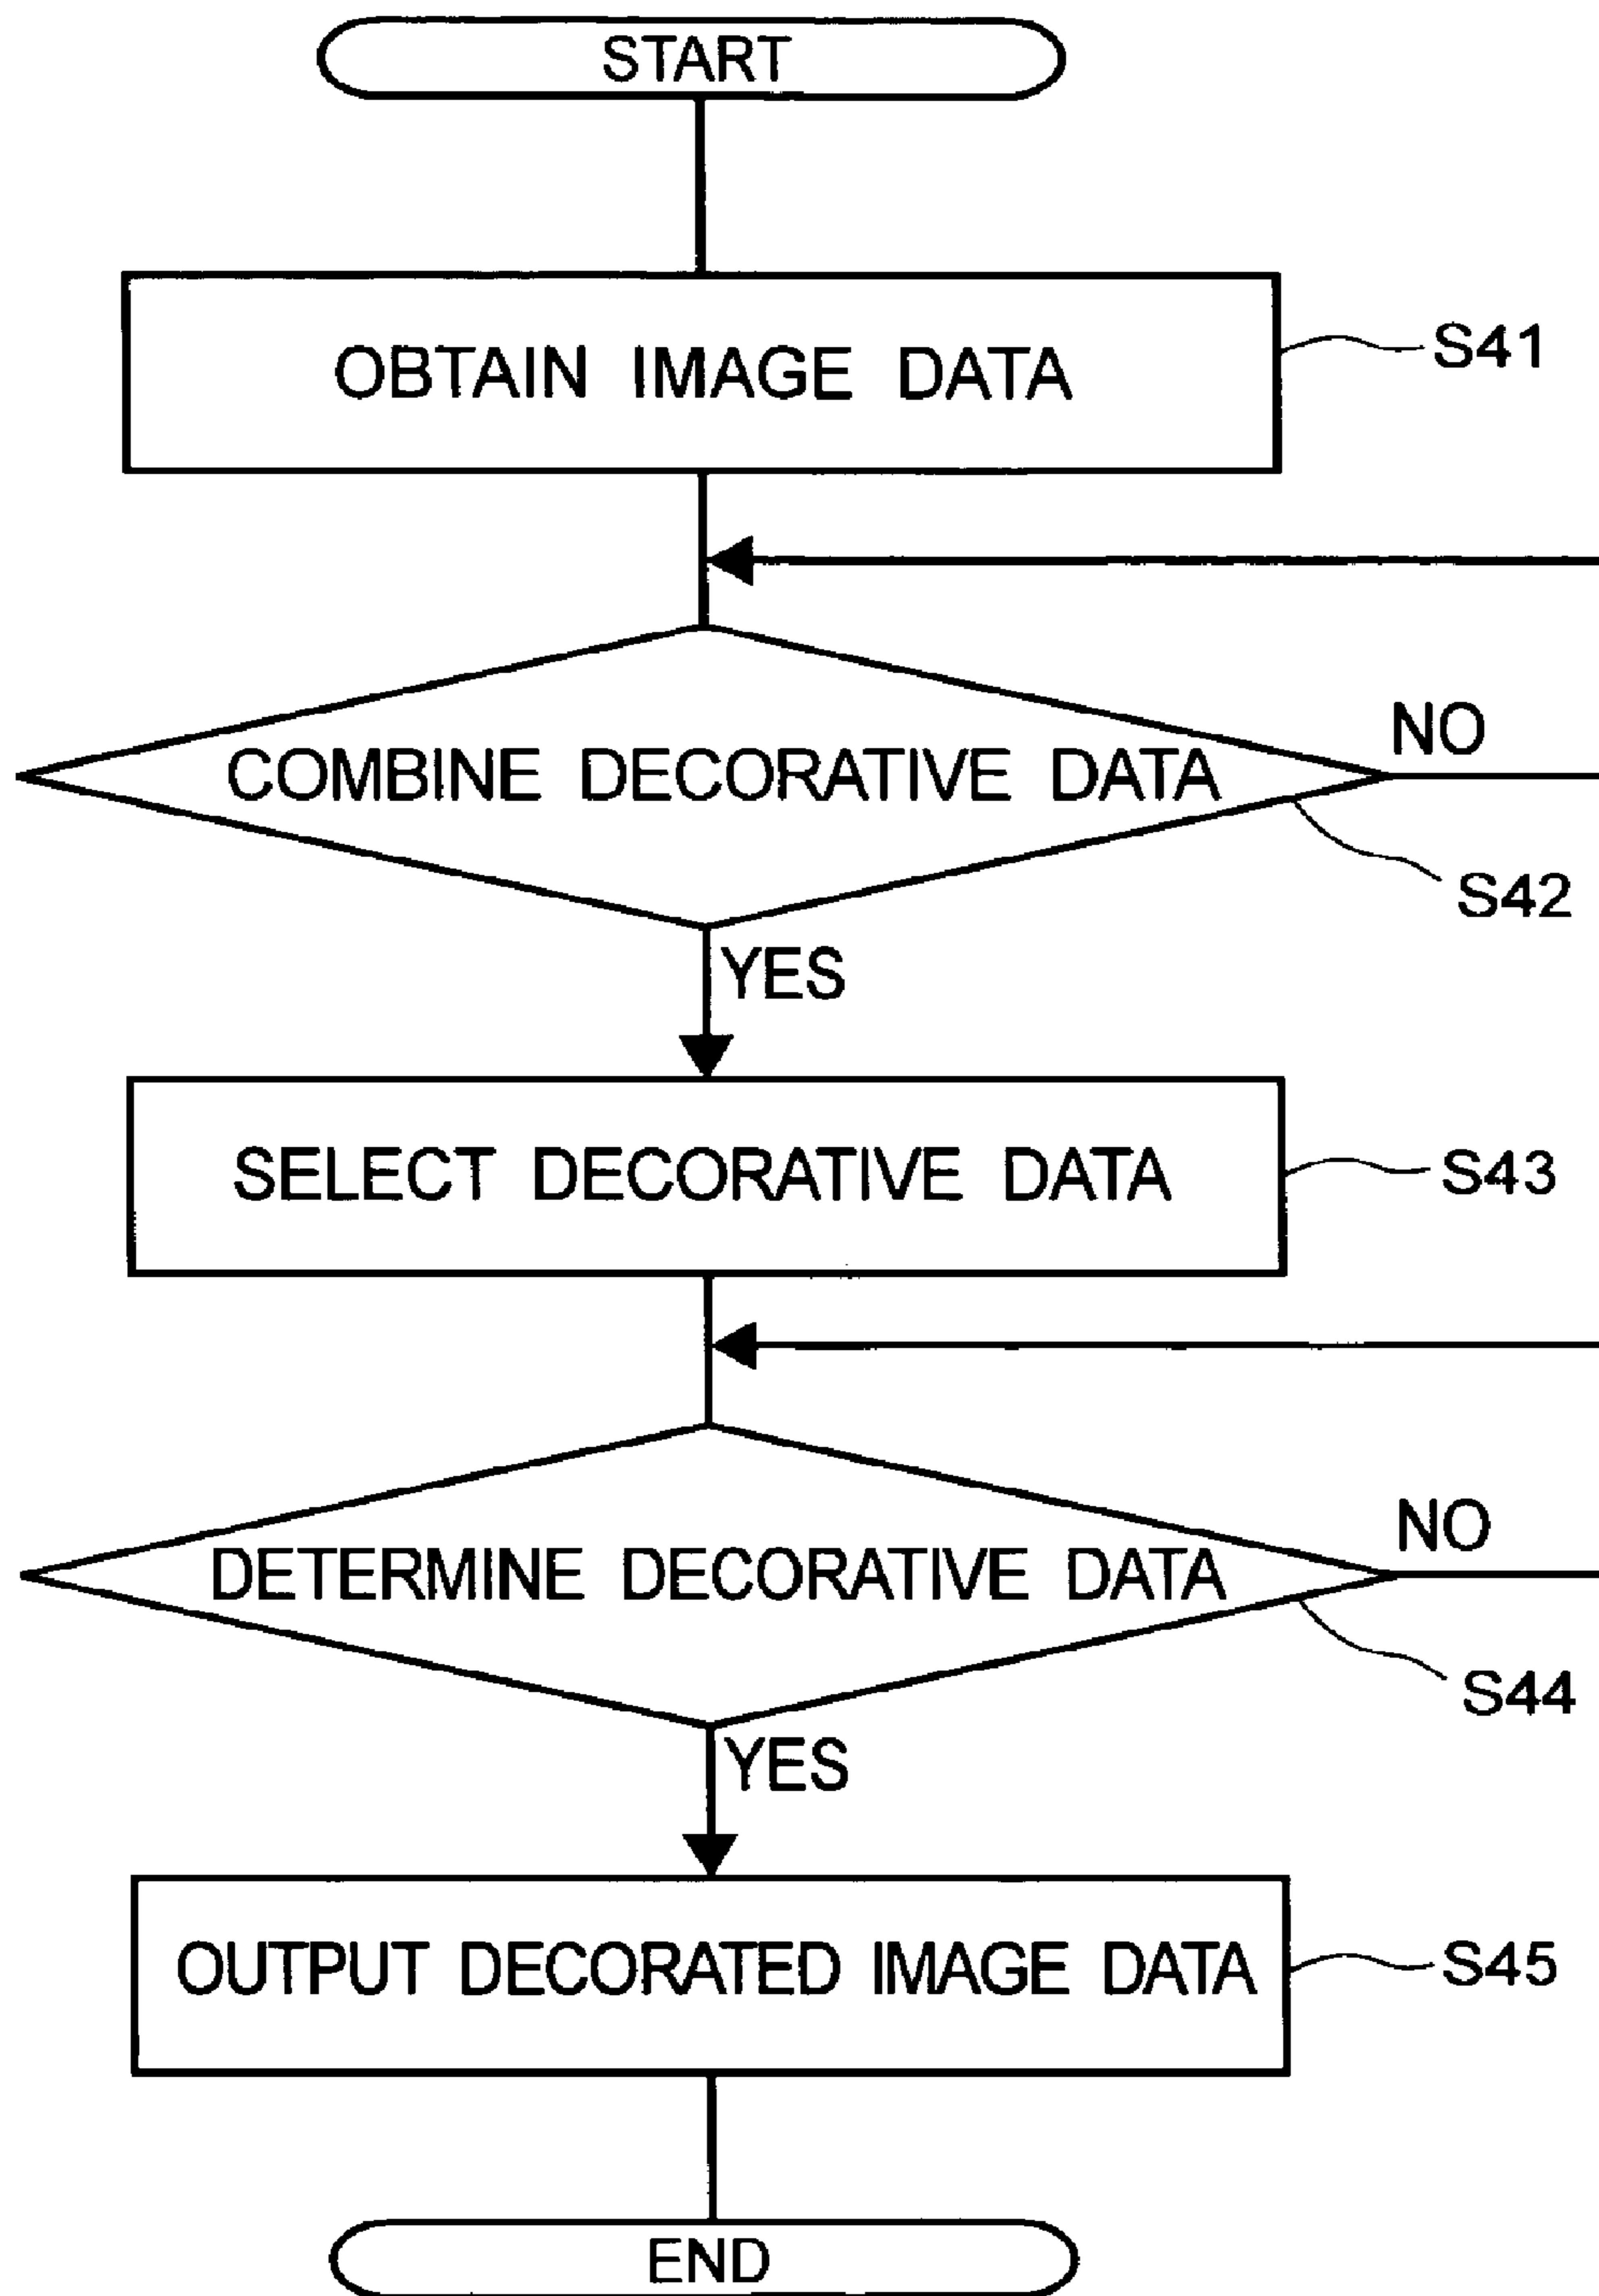 START
OBTAIN IMAGE DATA
S41
COMBINE DECORATIVE DATA
NO
S42
YES
SELECT DECORATIVE DATA
S43
DETERMINE DECORATIVE DATA
NO
S44
YES
OUTPUT DECORATED IMAGE DATA
S45
END